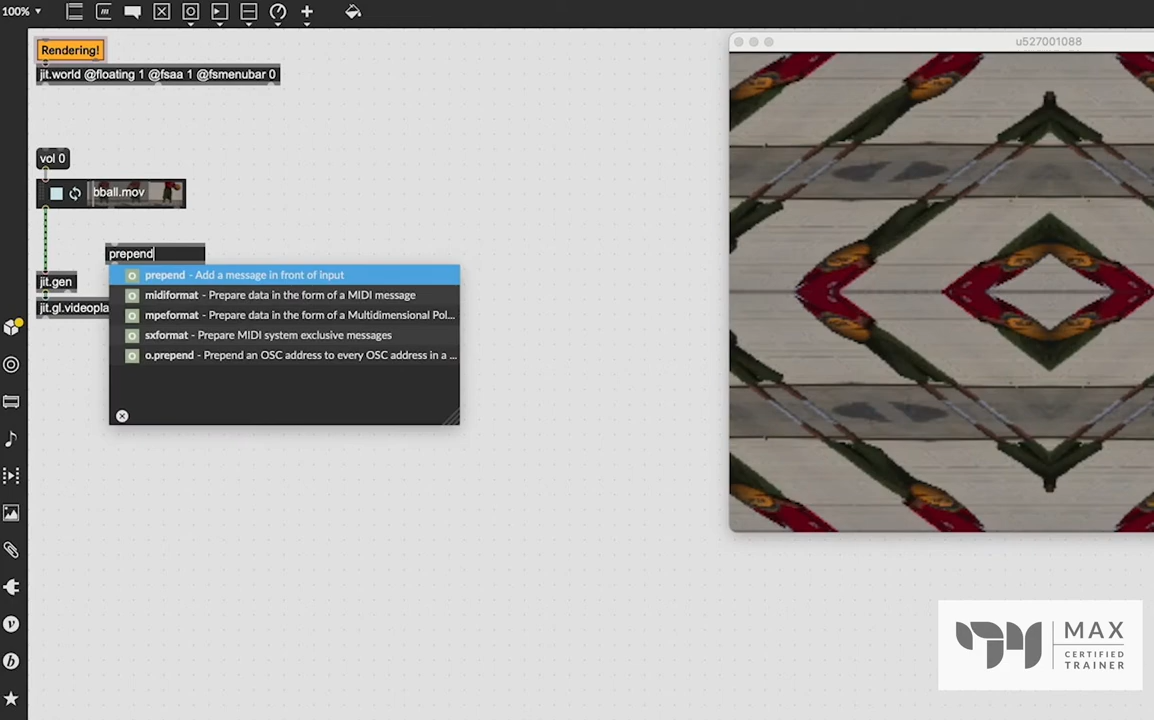 100%
Rendering!
u527001088
jit.world @floating 1 @fsaa 1 @fsmenubar 0
vol 0
bball.mov
prepend
prepend - Add a message in front of input
jit.gen
midiformat - Prepare data in the form of a MIDI message
jit.gl.videopla
mpeformat - Prepare data in the form of a Multidimensional Pol...
sxformat - Prepare MIDI system exclusive messages
o.prepend - Prepend an OSC address to every OSC address in a ...
MAX
CERTIFIED
TRAINER